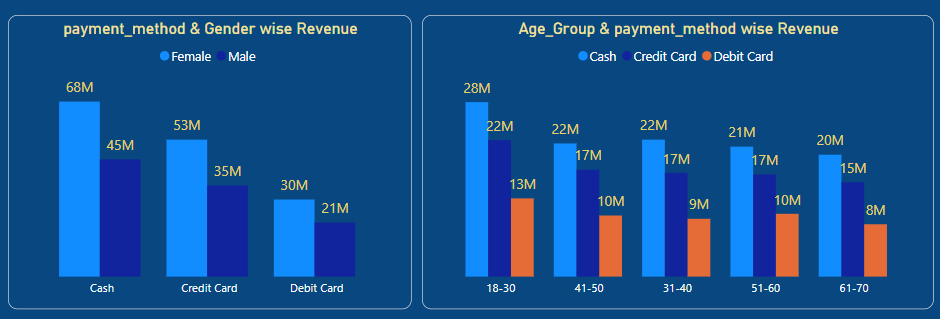 payment_method & Gender wise Revenue
Female Male
68M
45M
53M
35M
30M
21M
Cash Credit Card Debit Card
Age_Group & payment_method wise Revenue
Cash Credit Card Debit Card
28M
22M
13M
22M
17M
10M
22M
17M
9M
21M
17M
10M
20M
15M
8M
18-30 41-50 31-40 51-60 61-70